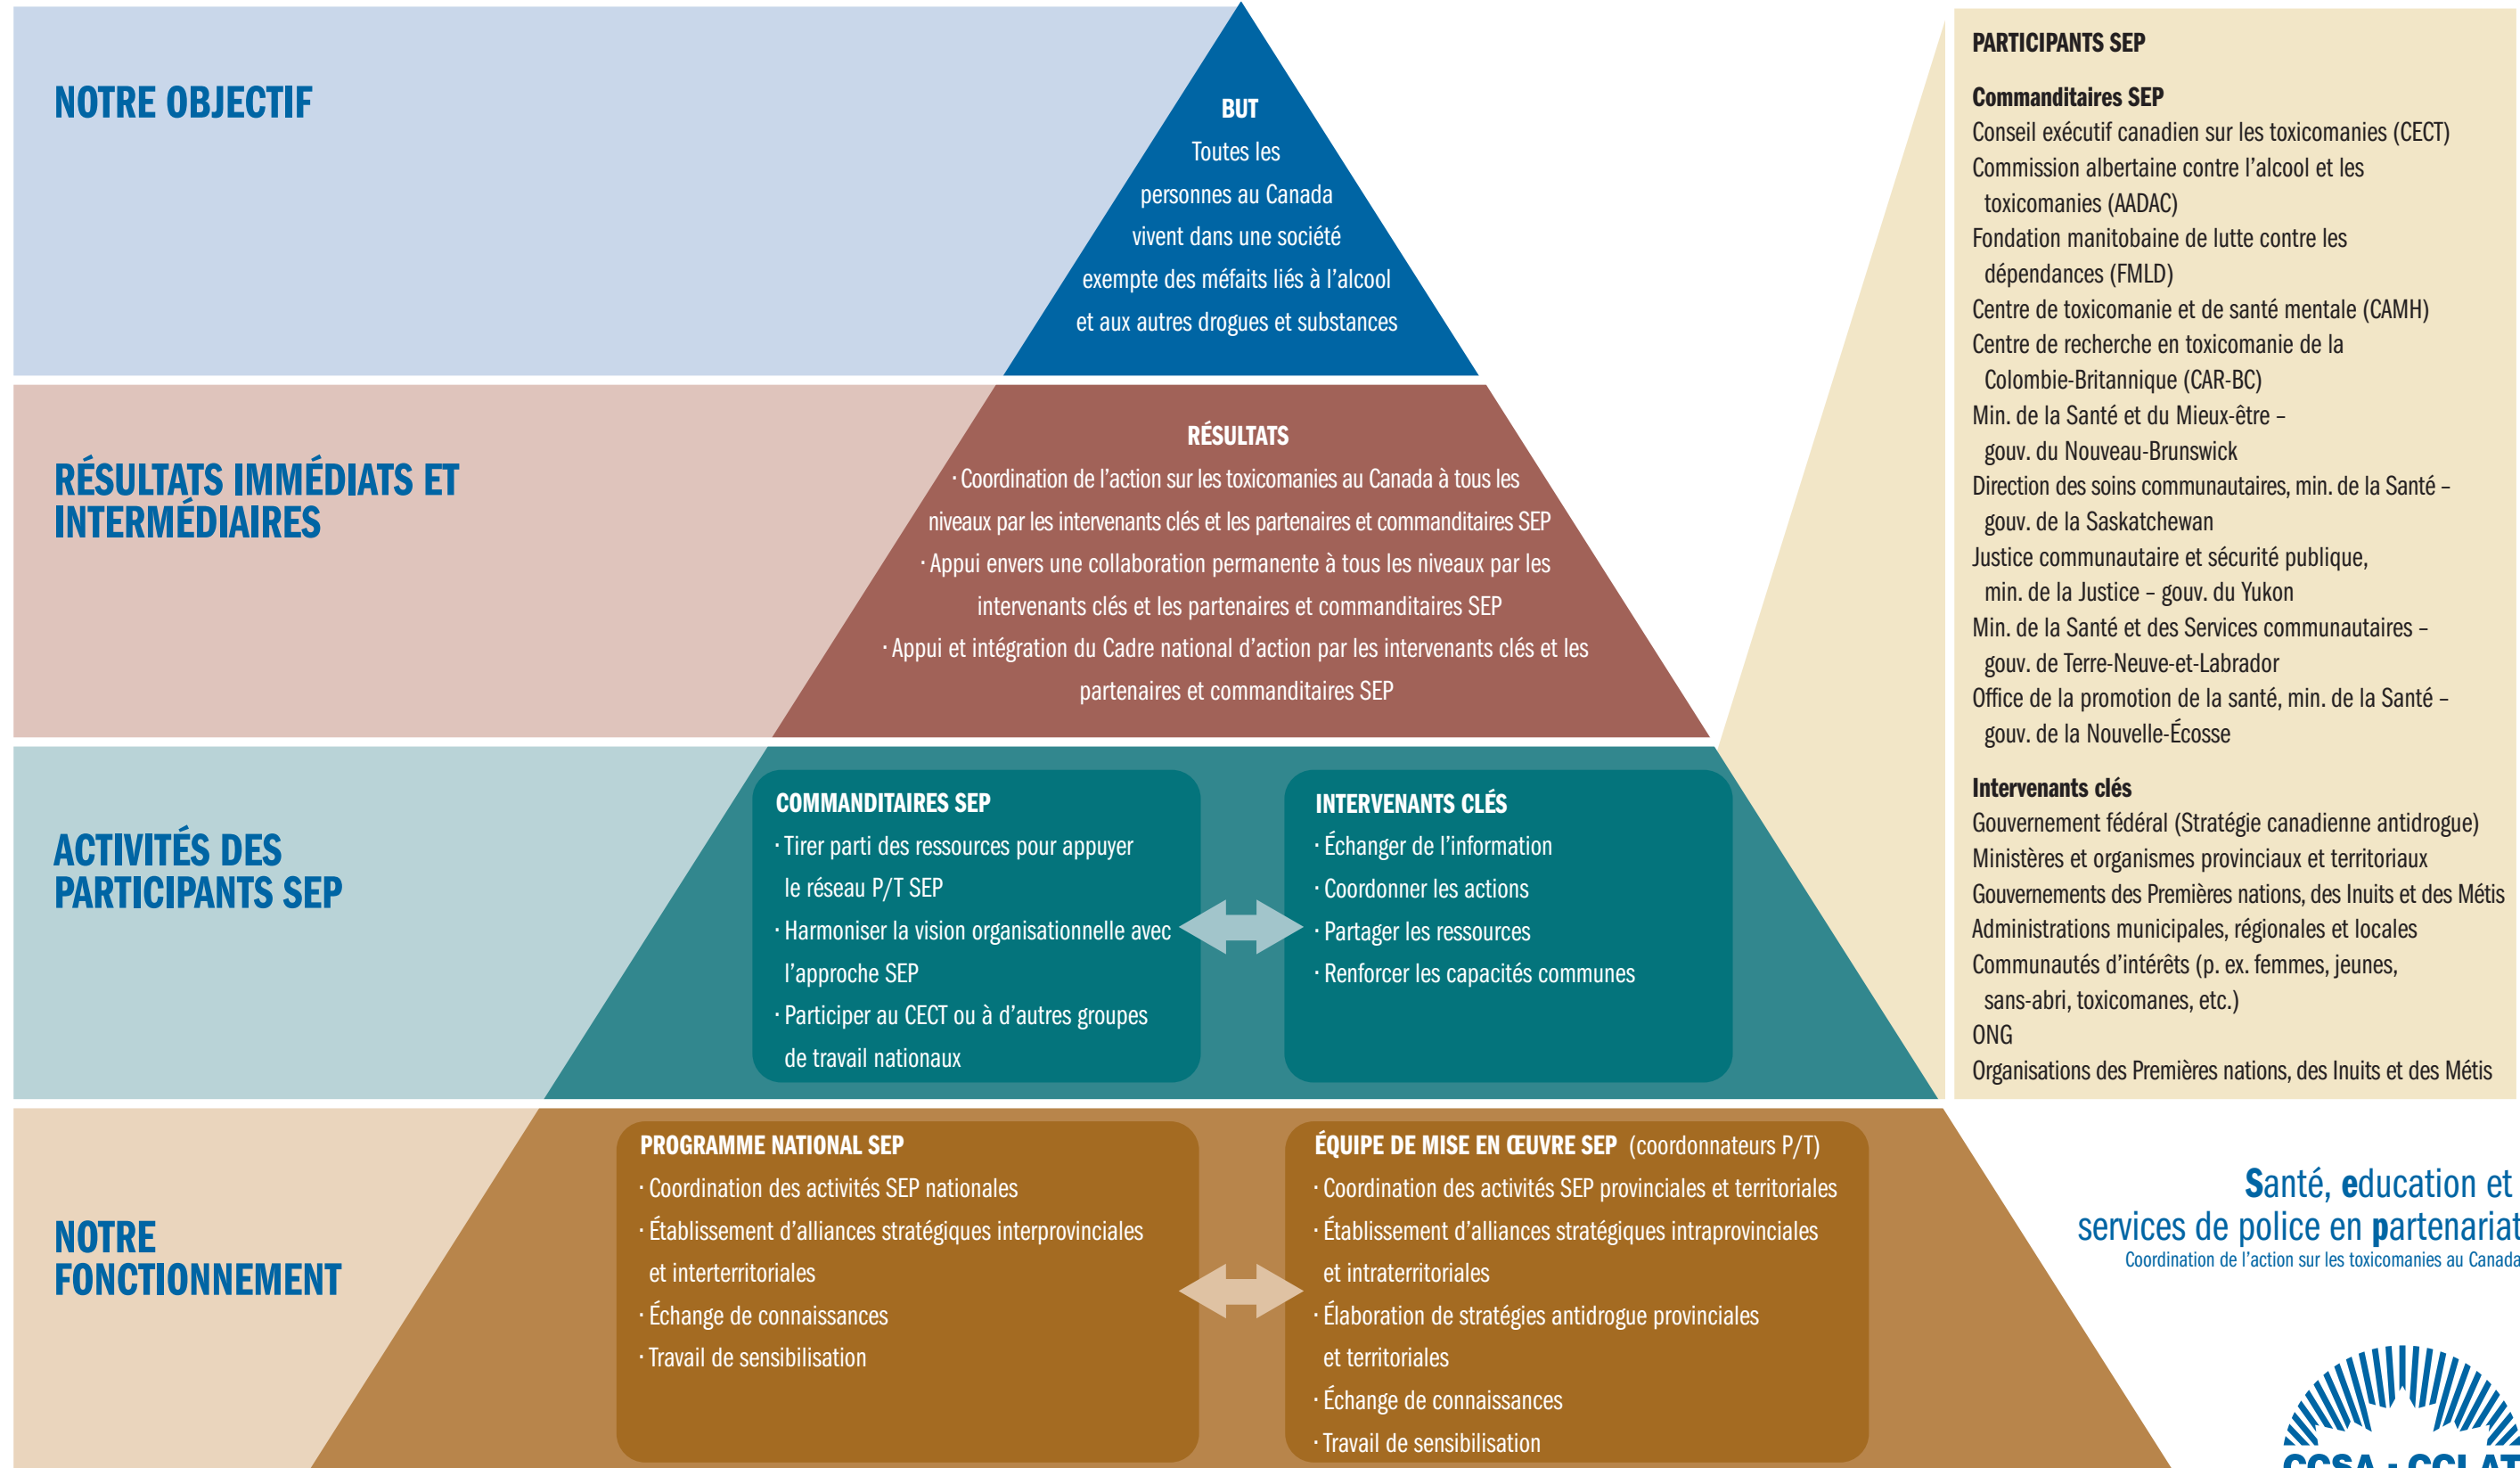 NOTRE OBJECTIF
BUT
Toutes les
personnes au Canada
vivent dans une société
exempte des méfaits liés à l'alcool
et aux autres drogues et substances
RÉSULTATS IMMÉDIATS ET
INTERMÉDIAIRES
RÉSULTATS
· Coordination de l'action sur les toxicomanies au Canada à tous les
niveaux par les intervenants clés et les partenaires et commanditaires SEP
· Appui envers une collaboration permanente à tous les niveaux par les
intervenants clés et les partenaires et commanditaires SEP
· Appui et intégration du Cadre national d'action par les intervenants clés et les
partenaires et commanditaires SEP
ACTIVITÉS DES
PARTICIPANTS SEP
COMMANDITAIRES SEP
· Tirer parti des ressources pour appuyer
le réseau P/T SEP
· Harmoniser la vision organisationnelle avec
l'approche SEP
· Participer au CECT ou à d'autres groupes
de travail nationaux
INTERVENANTS CLÉS
· Échanger de l'information
· Coordonner les actions
· Partager les ressources
· Renforcer les capacités communes
NOTRE
FONCTIONNEMENT
PROGRAMME NATIONAL SEP
· Coordination des activités SEP nationales
· Établissement d'alliances stratégiques interprovinciales
et interterritoriales
· Échange de connaissances
· Travail de sensibilisation
ÉQUIPE DE MISE EN ŒUVRE SEP (coordonnateurs P/T)
· Coordination des activités SEP provinciales et territoriales
· Établissement d'alliances stratégiques intraprovinciales
et intraterritoriales
· Élaboration de stratégies antidrogue provinciales
et territoriales
· Échange de connaissances
· Travail de sensibilisation
PARTICIPANTS SEP
Commanditaires SEP
Conseil exécutif canadien sur les toxicomanies (CECT)
Commission albertaine contre l'alcool et les
toxicomanies (AADAC)
Fondation manitobaine de lutte contre les
dépendances (FMLD)
Centre de toxicomanie et de santé mentale (CAMH)
Centre de recherche en toxicomanie de la
Colombie-Britannique (CAR-BC)
Min. de la Santé et du Mieux-être –
gouv. du Nouveau-Brunswick
Direction des soins communautaires, min. de la Santé –
gouv. de la Saskatchewan
Justice communautaire et sécurité publique,
min. de la Justice – gouv. du Yukon
Min. de la Santé et des Services communautaires –
gouv. de Terre-Neuve-et-Labrador
Office de la promotion de la santé, min. de la Santé –
gouv. de la Nouvelle-Écosse
Intervenants clés
Gouvernement fédéral (Stratégie canadienne antidrogue)
Ministères et organismes provinciaux et territoriaux
Gouvernements des Premières nations, des Inuits et des Métis
Administrations municipales, régionales et locales
Communautés d'intérêts (p. ex. femmes, jeunes,
sans-abri, toxicomanes, etc.)
ONG
Organisations des Premières nations, des Inuits et des Métis
Santé, education et
services de police en partenariat
Coordination de l'action sur les toxicomanies au Canada
CCSA · CCLAT